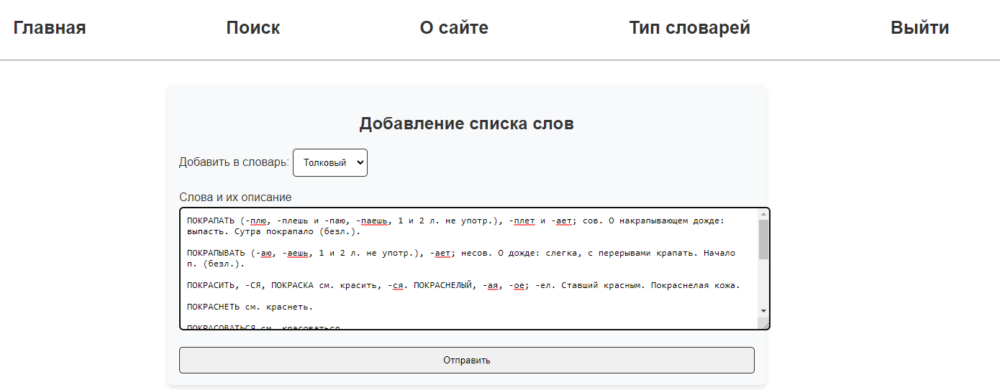 Главная Поиск О сайте Тип словарей Выйти
Добавление списка слов
Добавить в словарь: Толковый
Слова и их описание
ПОКРАПАТЬ (-плю, -плешь и -паю, -паешь, 1 и 2 л. не употр.), -плет и -ает; сов. О накрапывающем дожде:
выпасть. Сутра покрапало (безл.).
ПОКРАПЫВАТЬ (-аю, -аешь, 1 и 2 л. не употр.), -ает; несов. О дожде: слегка, с перерывами крапать. Начало
п. (безл.).
ПОКРАСИТЬ, -СЯ, ПОКРАСКА см. красить, -ся. ПОКРАСНЕЛЫЙ, -ая, -ое; -ел. Ставший красным. Покраснелая кожа.
ПОКРАСНЕТЬ см. краснеть.
ПОКРАСОВАТЬСЯ см. красоваться
Отправить